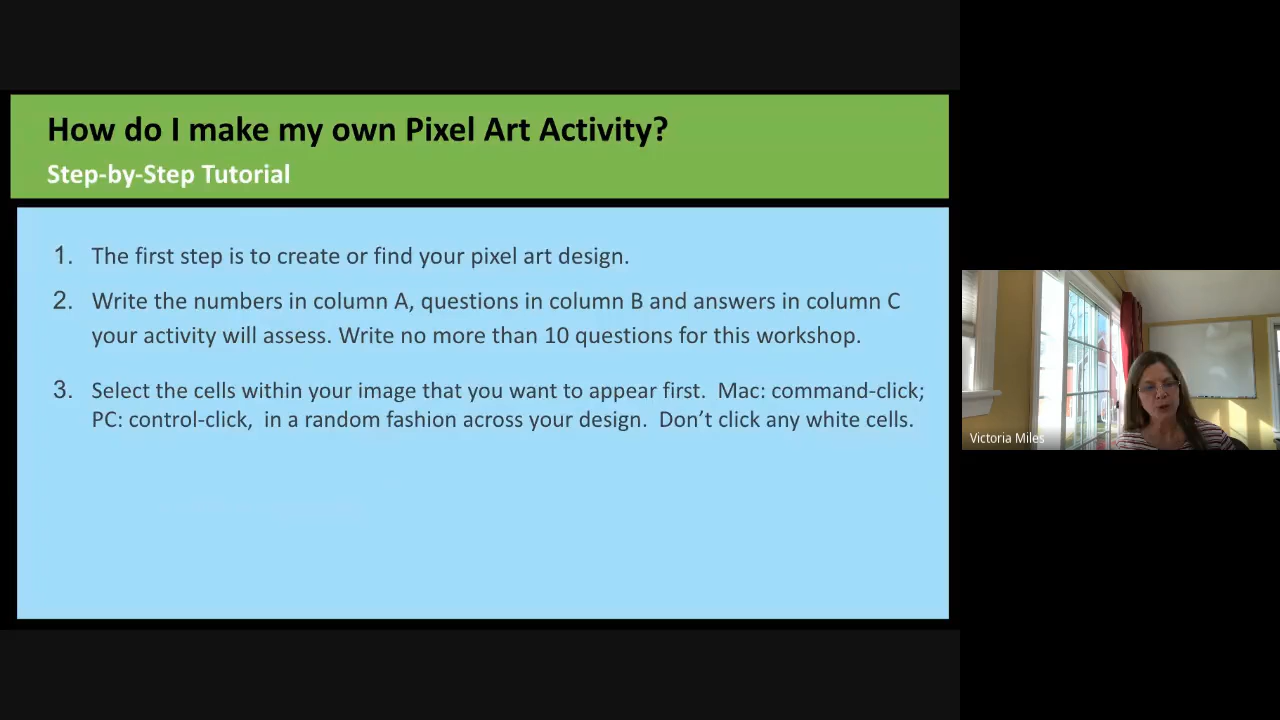 How do I make my own Pixel Art Activity?
Step-by-Step Tutorial
1. The first step is to create or find your pixel art design.
2. Write the numbers in column A, questions in column B and answers in column C
your activity will assess. Write no more than 10 questions for this workshop.
3. Select the cells within your image that you want to appear first.  Mac: command-click;
PC: control-click,  in a random fashion across your design.  Don’t click any white cells.
Victoria Miles